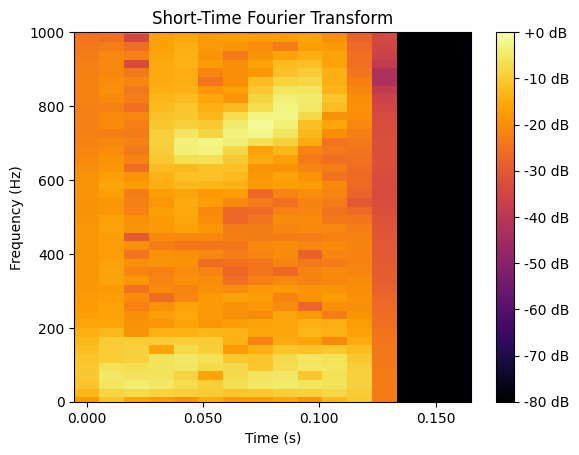 Short-Time Fourier Transform
Frequency (Hz)
1000
800
600
400
200
0
0.000
0.050
0.100
0.150
Time (s)
+0 dB
-10 dB
-20 dB
-30 dB
-40 dB
-50 dB
-60 dB
-70 dB
-80 dB